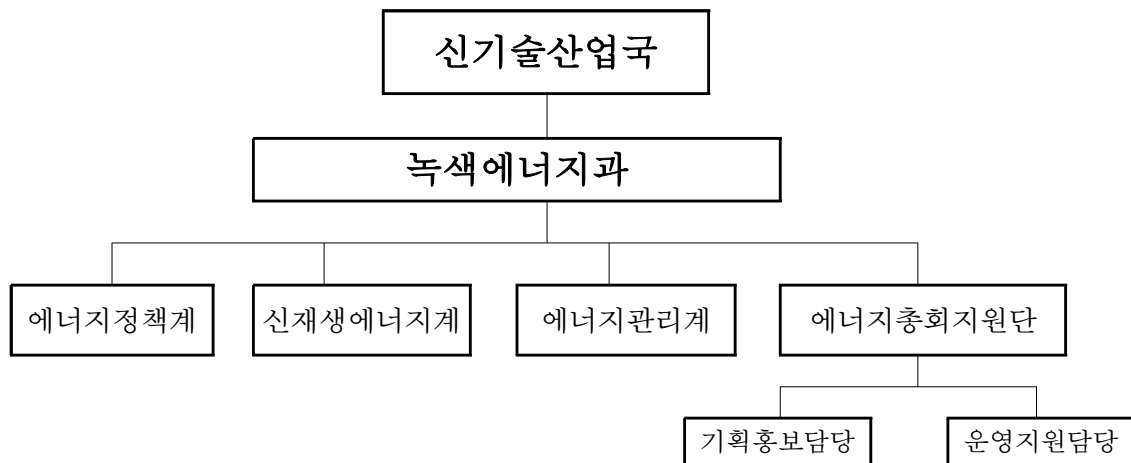 신기술산업국
녹색에너지과
에너지정책계
신재생에너지계
에너지관리계
에너지총회지원단
기획홍보담당
운영지원담당